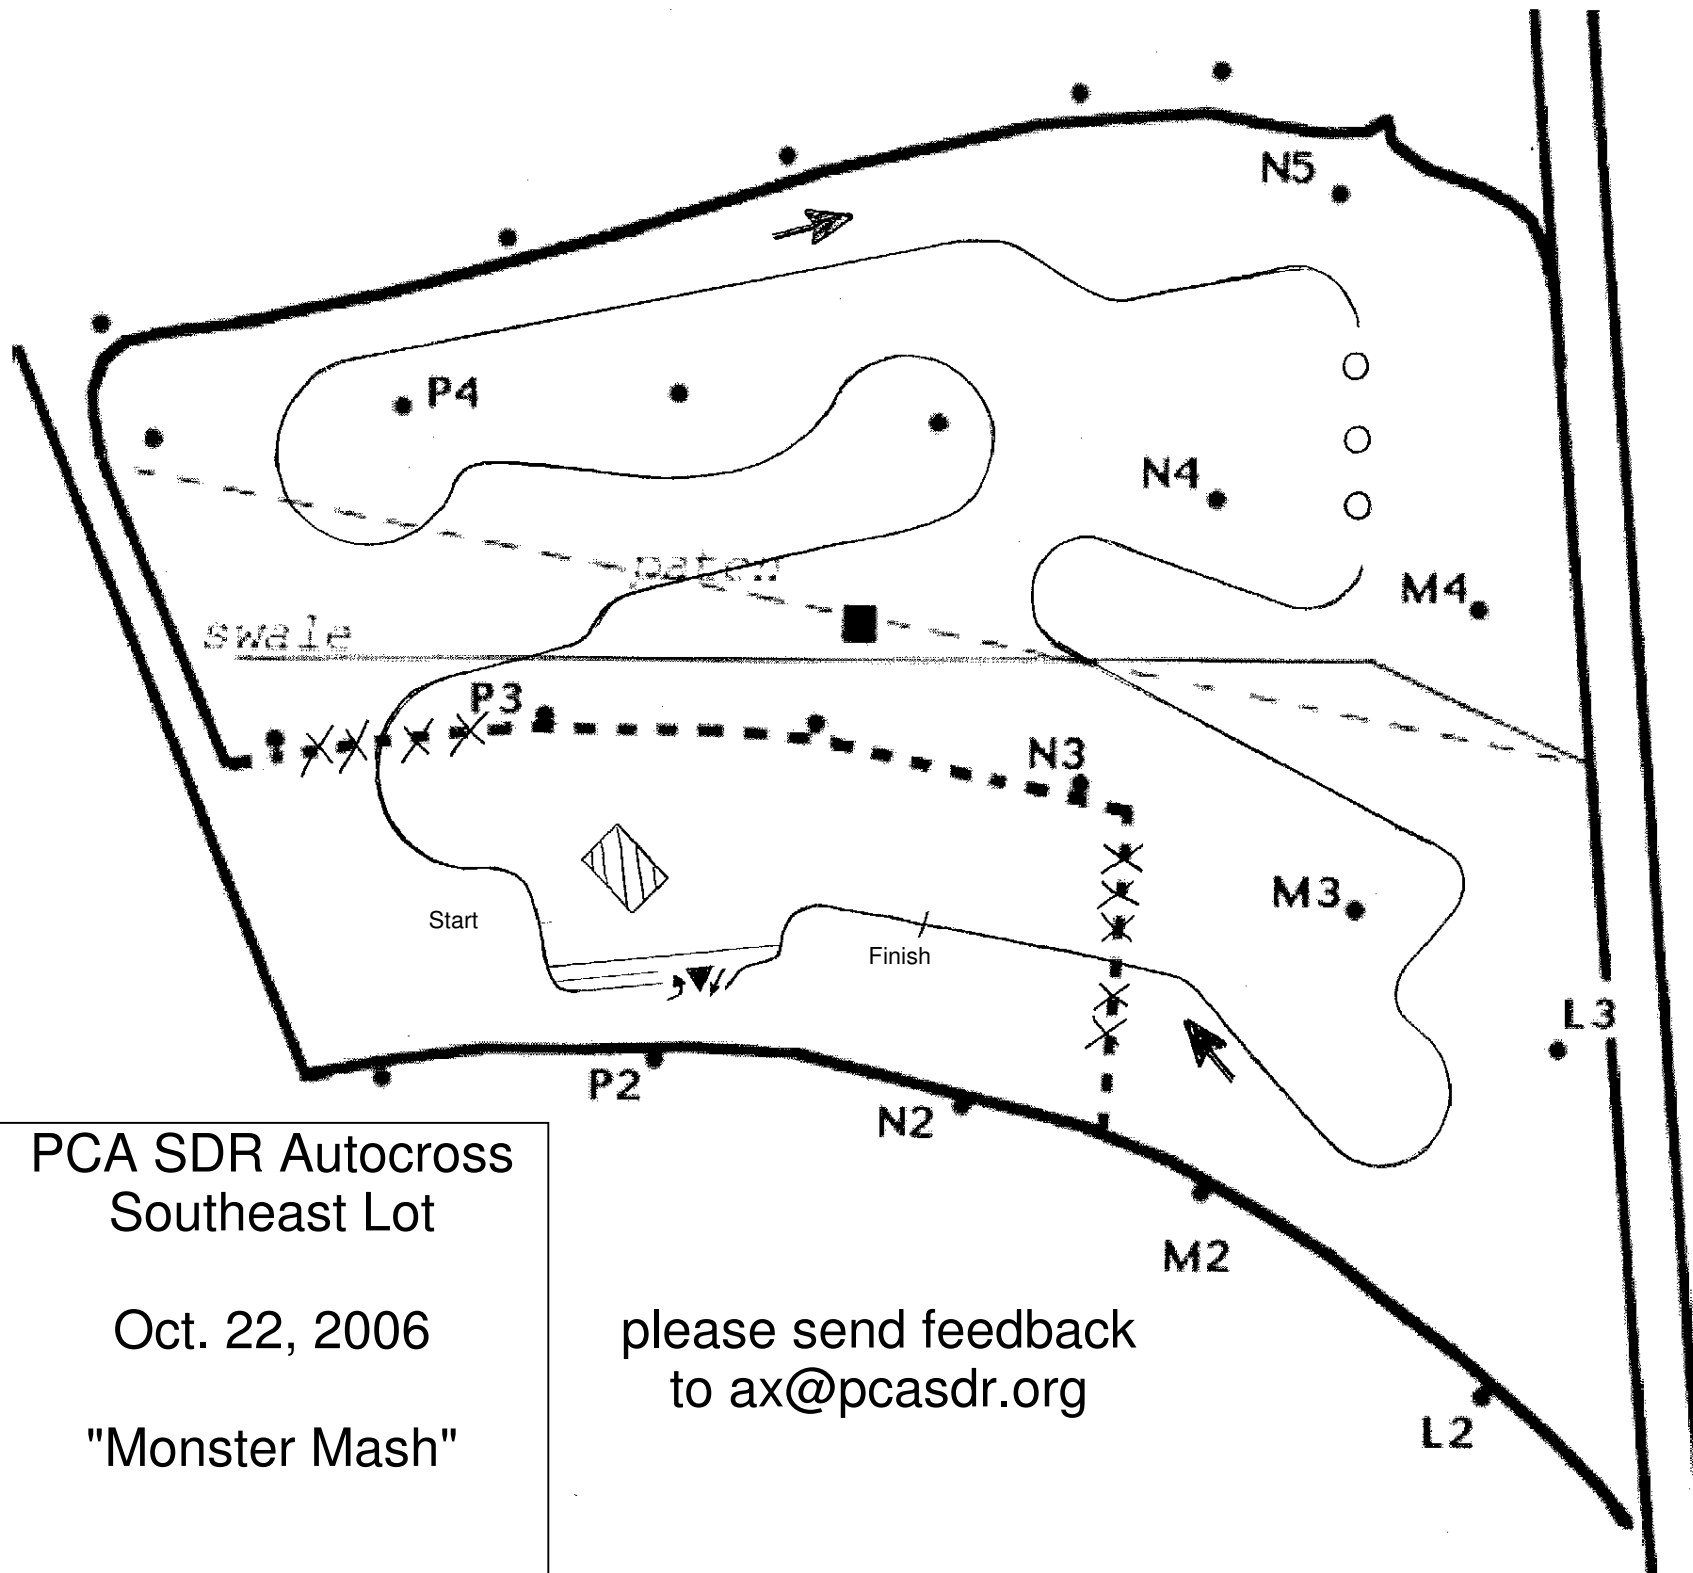 N5
P4
N4
patch
M4
swale
P3
N3
M3
Start
Finish
L3
P2
N2
M2
L2
PCA SDR Autocross
Southeast Lot
Oct. 22, 2006
"Monster Mash"
please send feedback
to ax@pcasdr.org